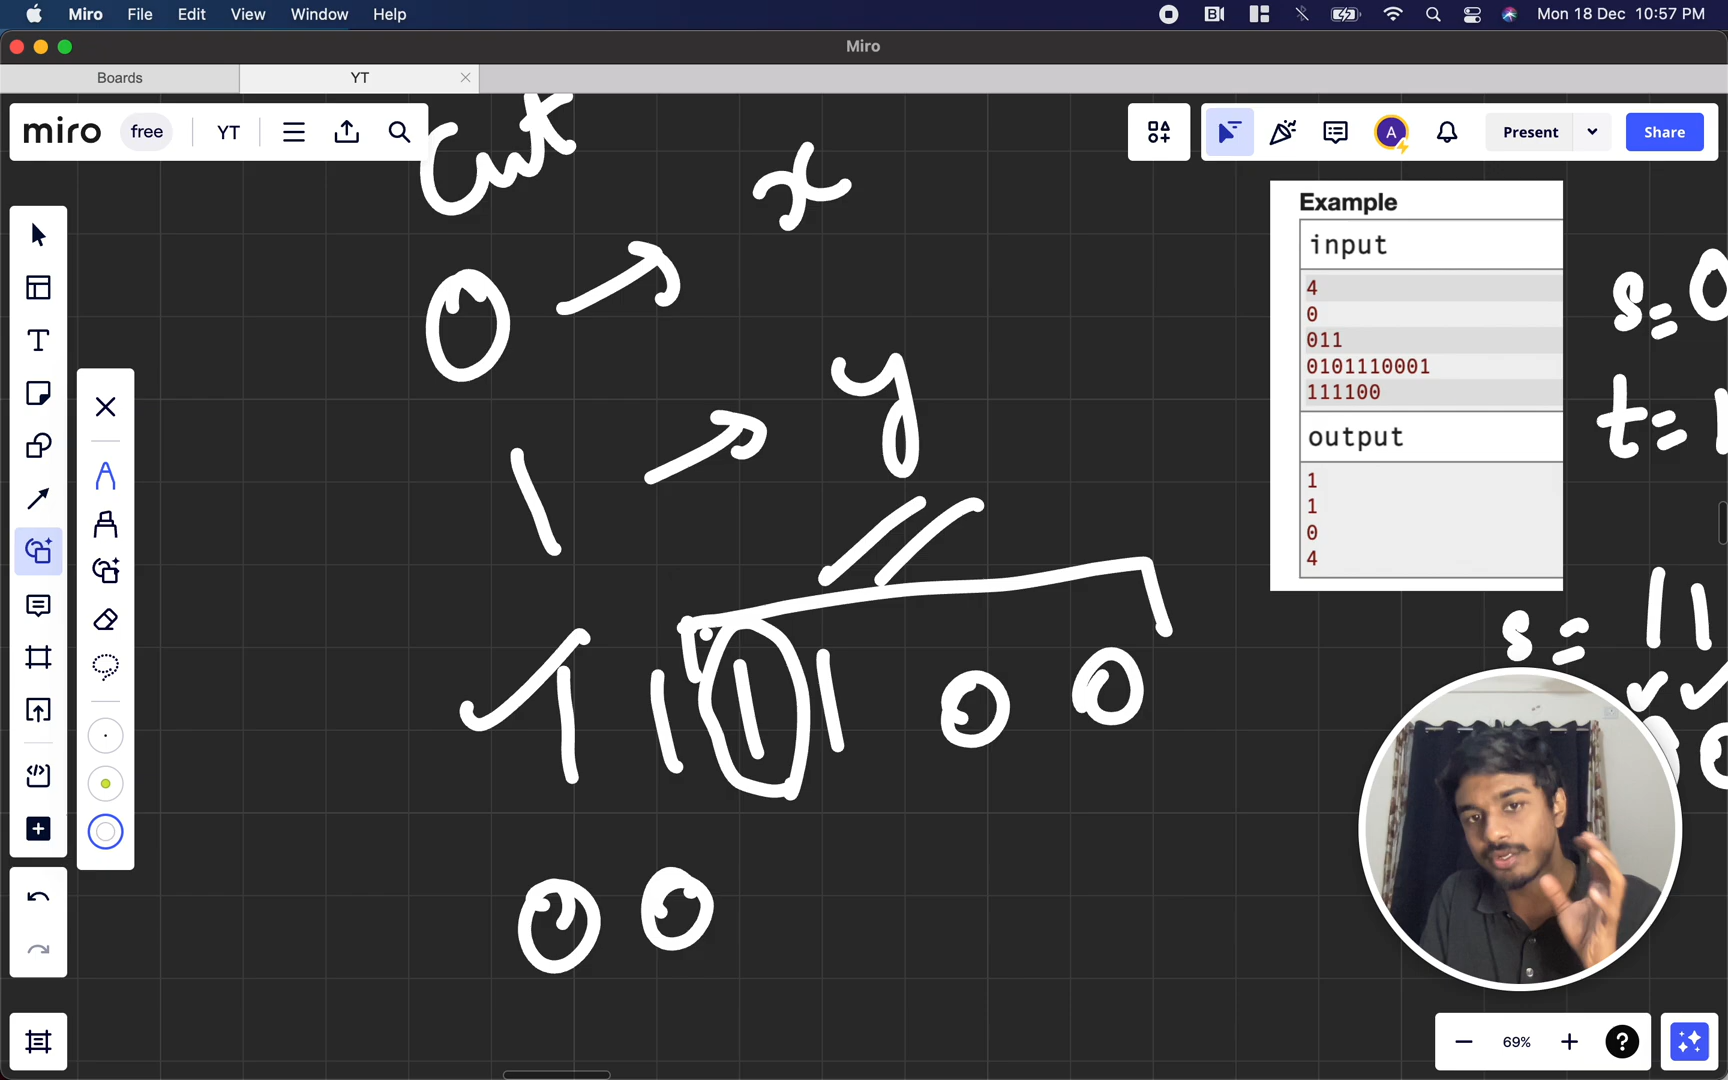 Miro File Edit View Window Help
Mon 18 Dec 10:57 PM
Miro
Boards
YT
miro free YT
Present
Share
Cut
0 → x
1 → y
1 1 1 1 0 0
0 0
Example
input
4
0
011
0101110001
111100
output
1
1
0
4
s = 0
t = 1
s = 11
A
69%
?